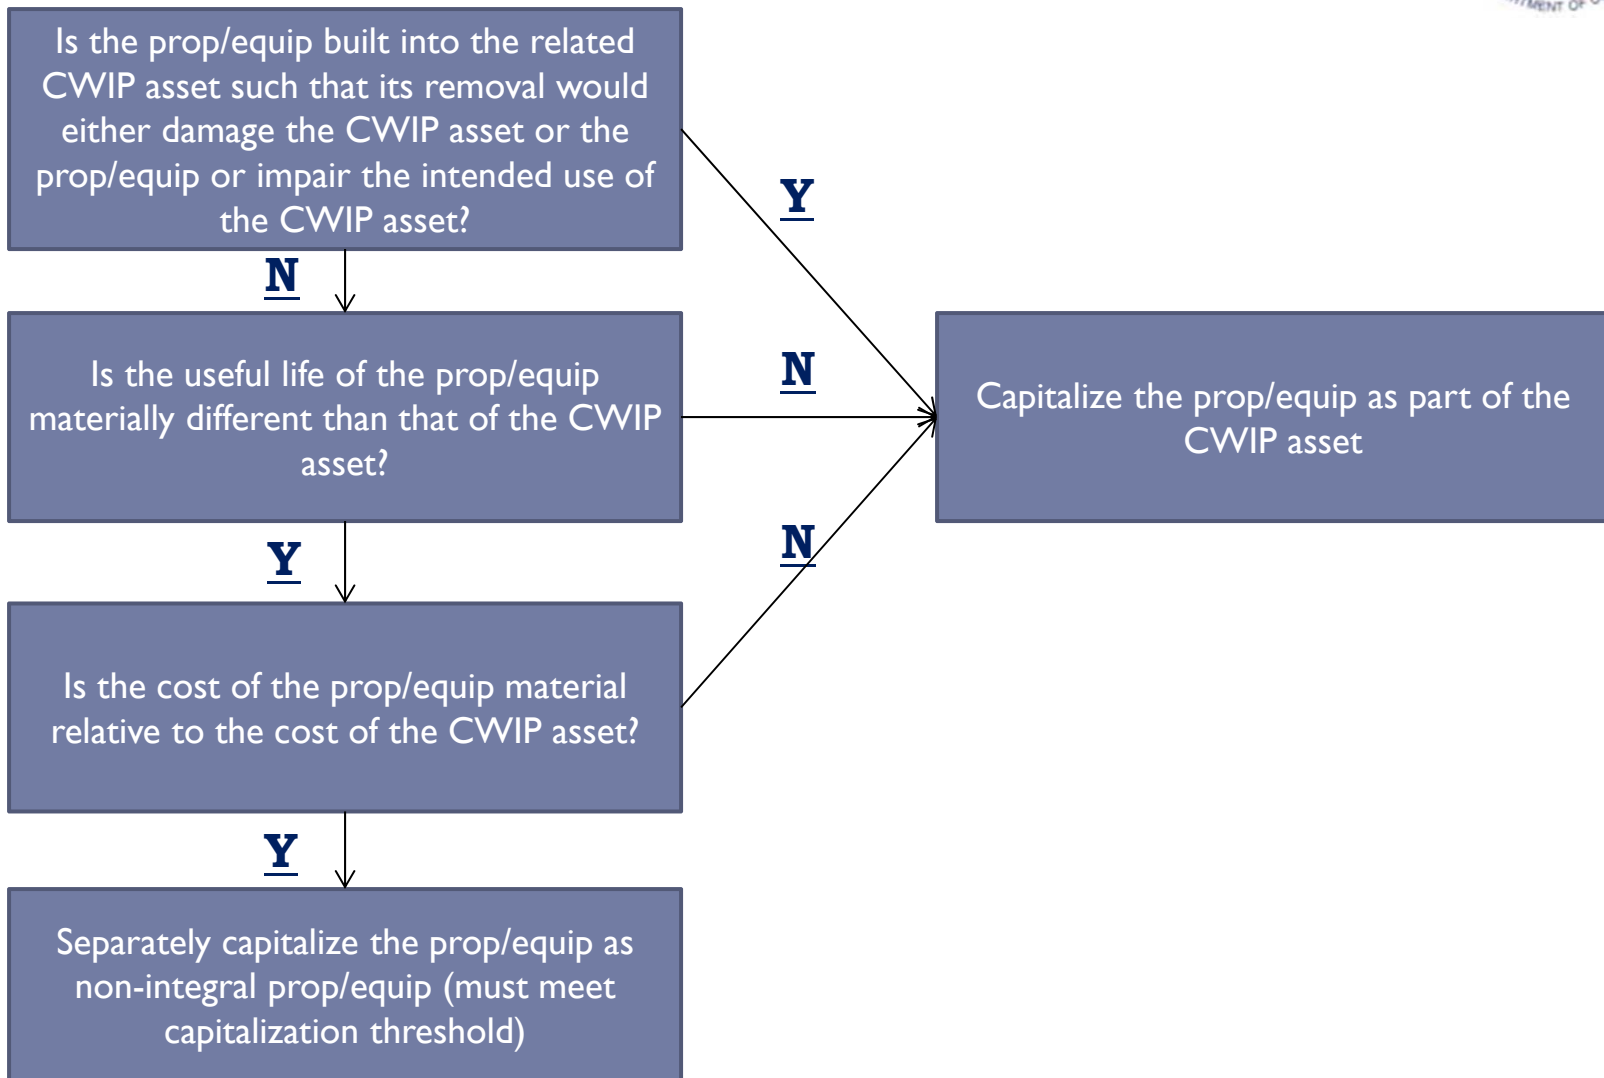 MENT OF
Is the prop/equip built into the related
CWIP asset such that its removal would
either damage the CWIP asset or the
prop/equip or impair the intended use of
the CWIP asset?
Y
N
Is the useful life of the prop/equip
materially different than that of the CWIP
asset?
N
Capitalize the prop/equip as part of the
CWIP asset
Y
N
Is the cost of the prop/equip material
relative to the cost of the CWIP asset?
Y
Separately capitalize the prop/equip as
non-integral prop/equip (must meet
capitalization threshold)